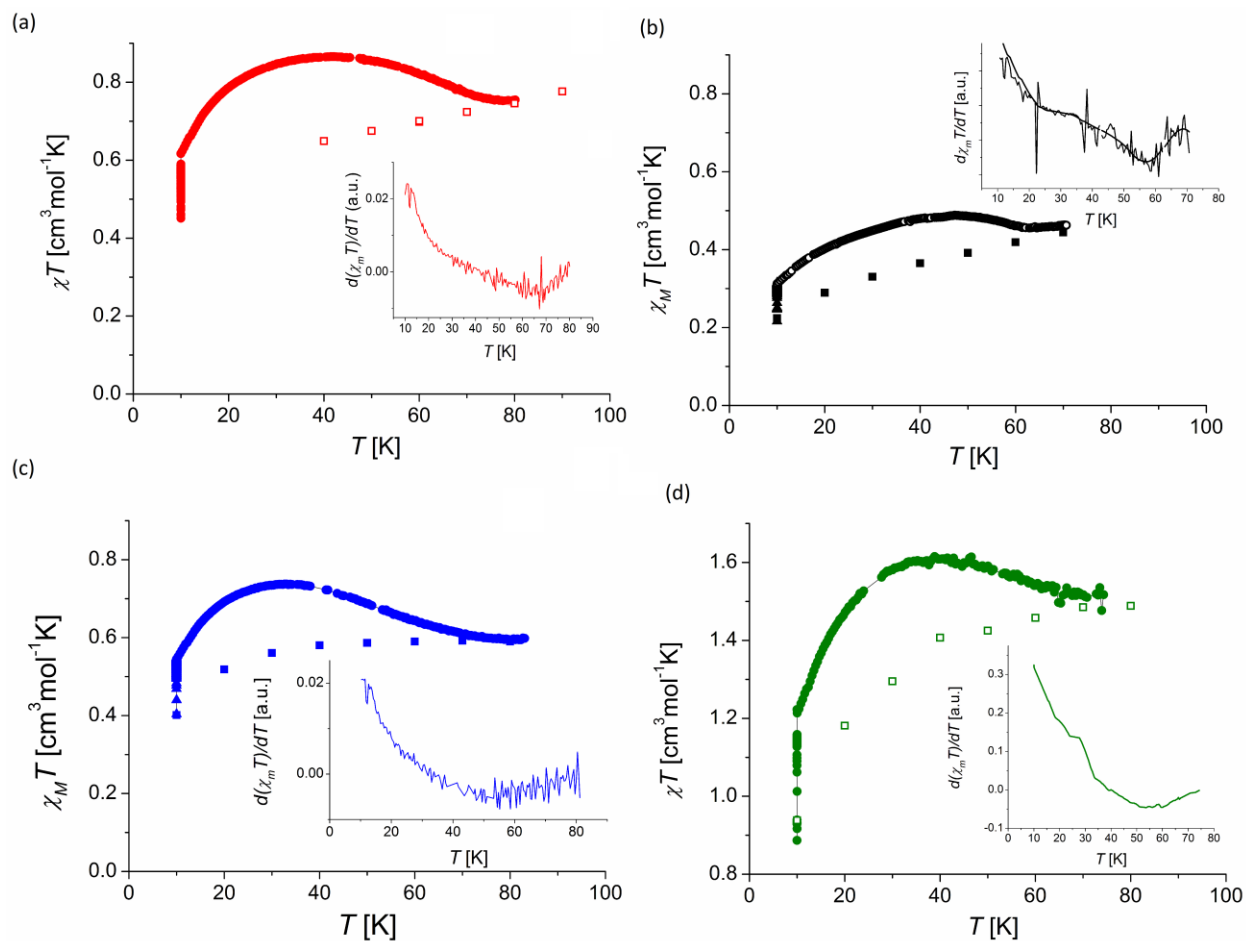 (a)
0.8
0.6
0.4
0.2
0.0
χT [cm³mol⁻¹K]
20 40 60 80 100
T [K]
0.02
0.00
d(χₘT)/dT (a.u.)
10 20 30 40 50 60 70 80 90
T [K]
(b)
0.8
0.6
0.4
0.2
0.0
χ_M T [cm³mol⁻¹K]
0 20 40 60 80 100
T [K]
dχₘT/dT [a.u.]
0 10 20 30 40 50 60 70 80
T [K]
(c)
0.8
0.6
0.4
0.2
0.0
χ_M T [cm³mol⁻¹K]
0 20 40 60 80 100
T [K]
0.02
0.00
d(χₘT)/dT [a.u.]
0 20 40 60 80
T [K]
(d)
1.6
1.4
1.2
1.0
0.8
χT [cm³mol⁻¹K]
0 20 40 60 80 100
T [K]
0.3
0.2
0.1
0.0
-0.1
d(χₘT)/dT [a.u.]
0 10 20 30 40 50 60 70 80
T [K]